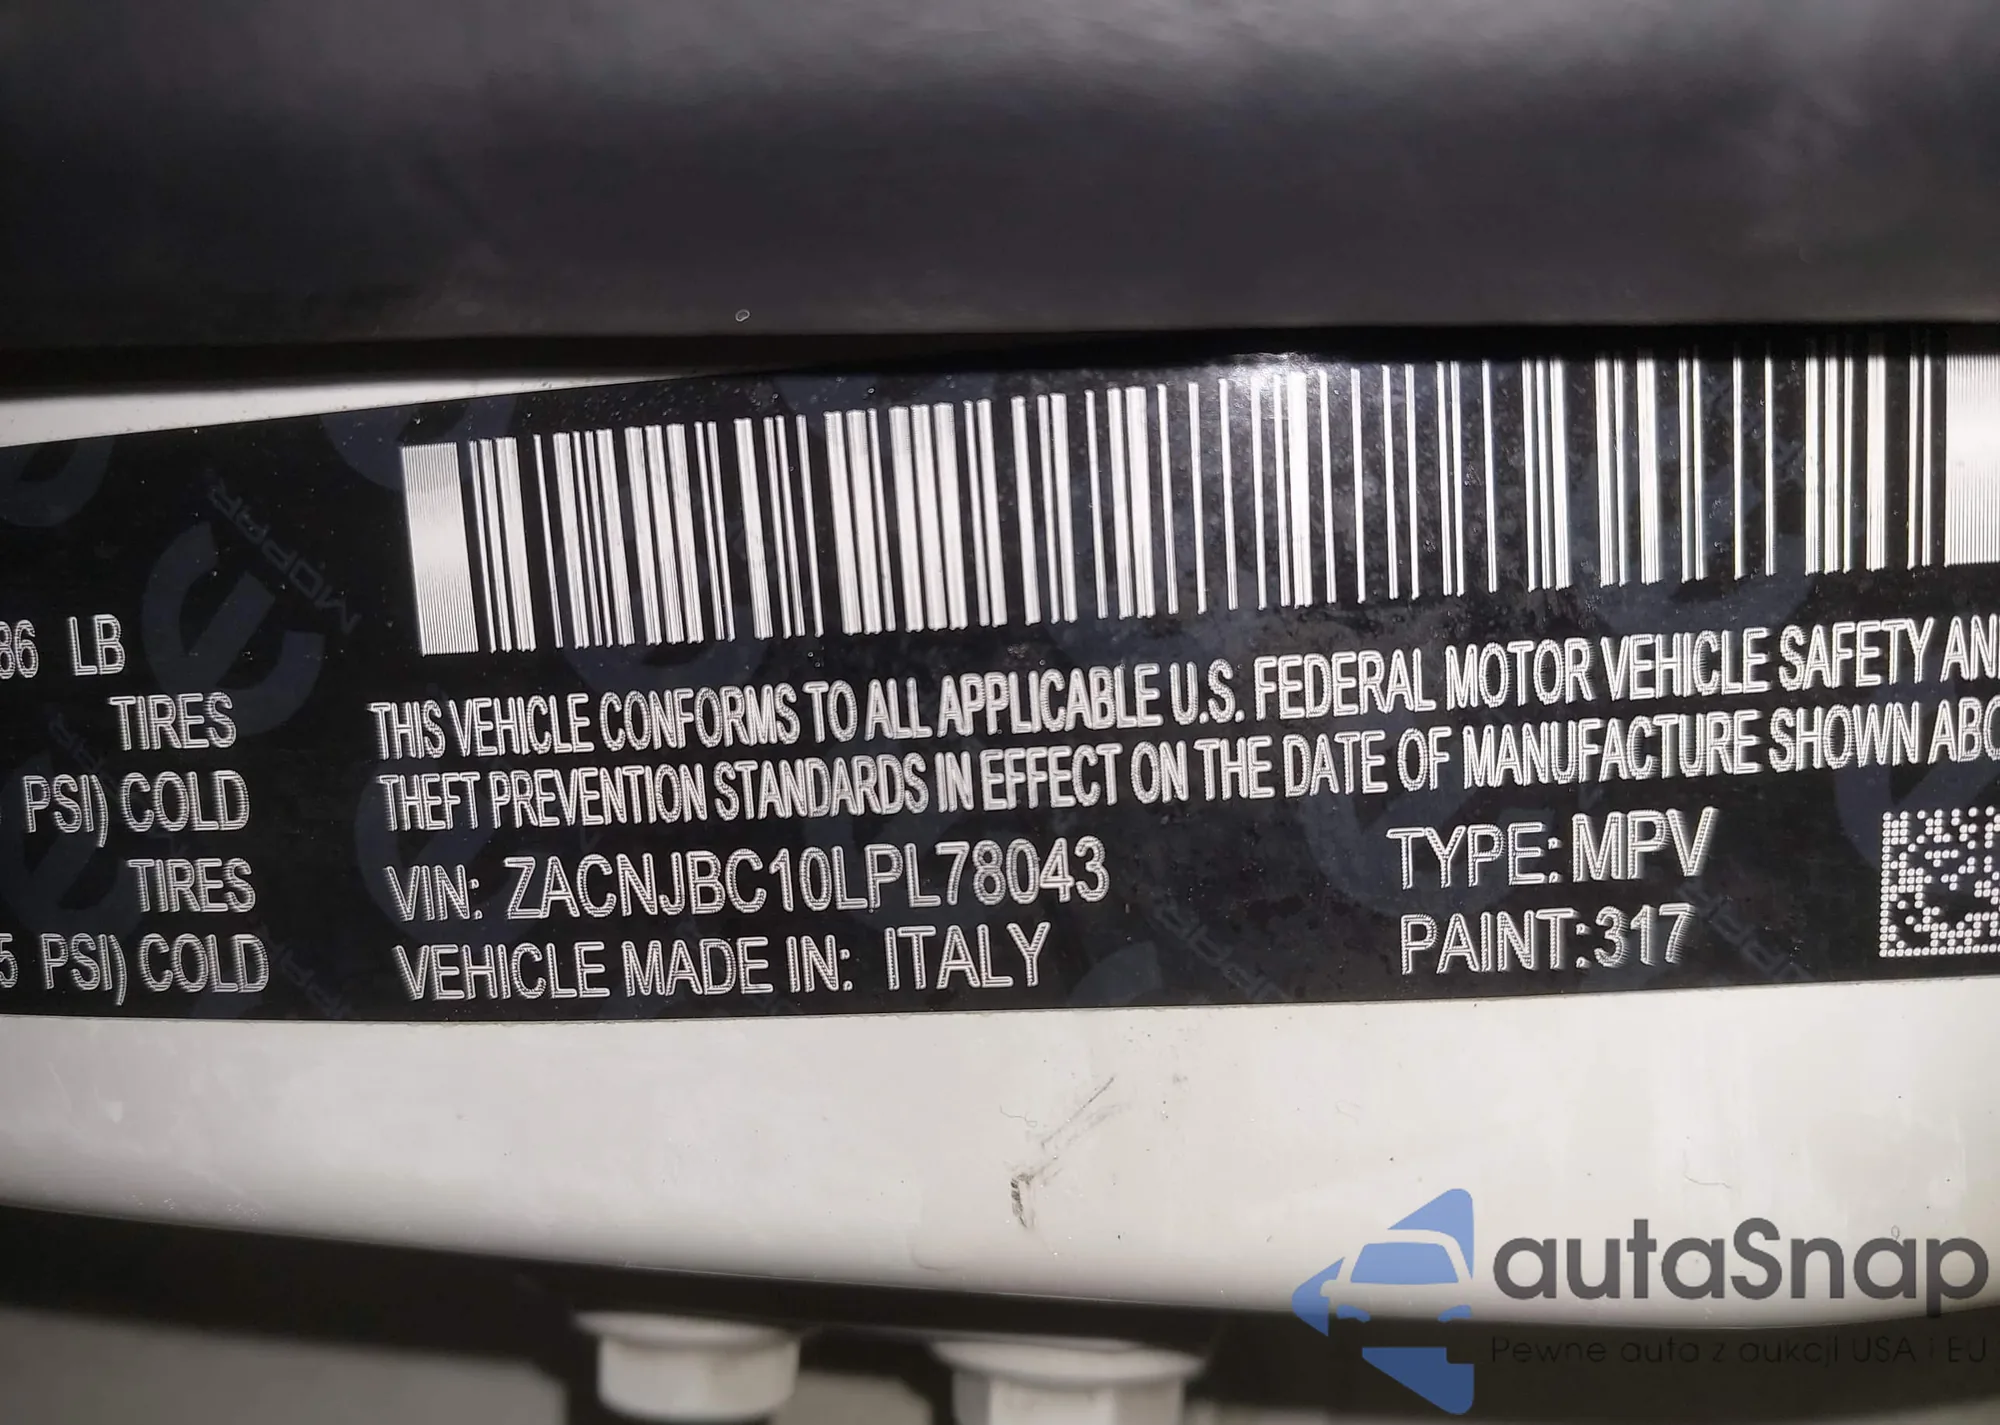 86 LB
TIRES
PSI) COLD
TIRES
5 PSI) COLD
THIS VEHICLE CONFORMS TO ALL APPLICABLE U.S. FEDERAL MOTOR VEHICLE SAFETY AN
THEFT PREVENTION STANDARDS IN EFFECT ON THE DATE OF MANUFACTURE SHOWN ABO
VIN: ZACNJBC10LPL78043
TYPE: MPV
VEHICLE MADE IN: ITALY
PAINT: 317
MOPAR
autaSnap
Pewne auta z aukcji USA i EU